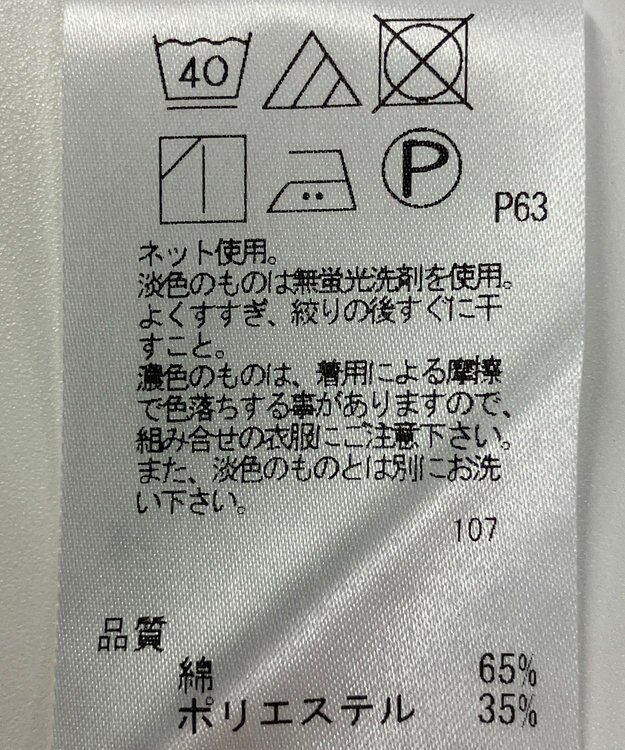 40
P
P63
ネット使用。
淡色のものは無蛍光洗剤を使用。
よくすすぎ、絞りの後すぐに干
すこと。
濃色のものは、着用による摩擦
で色落ちする事がありますので、
組み合せの衣服にご注意下さい。
また、淡色のものとは別にお洗
い下さい。
107
品質
綿 65%
ポリエステル 35%